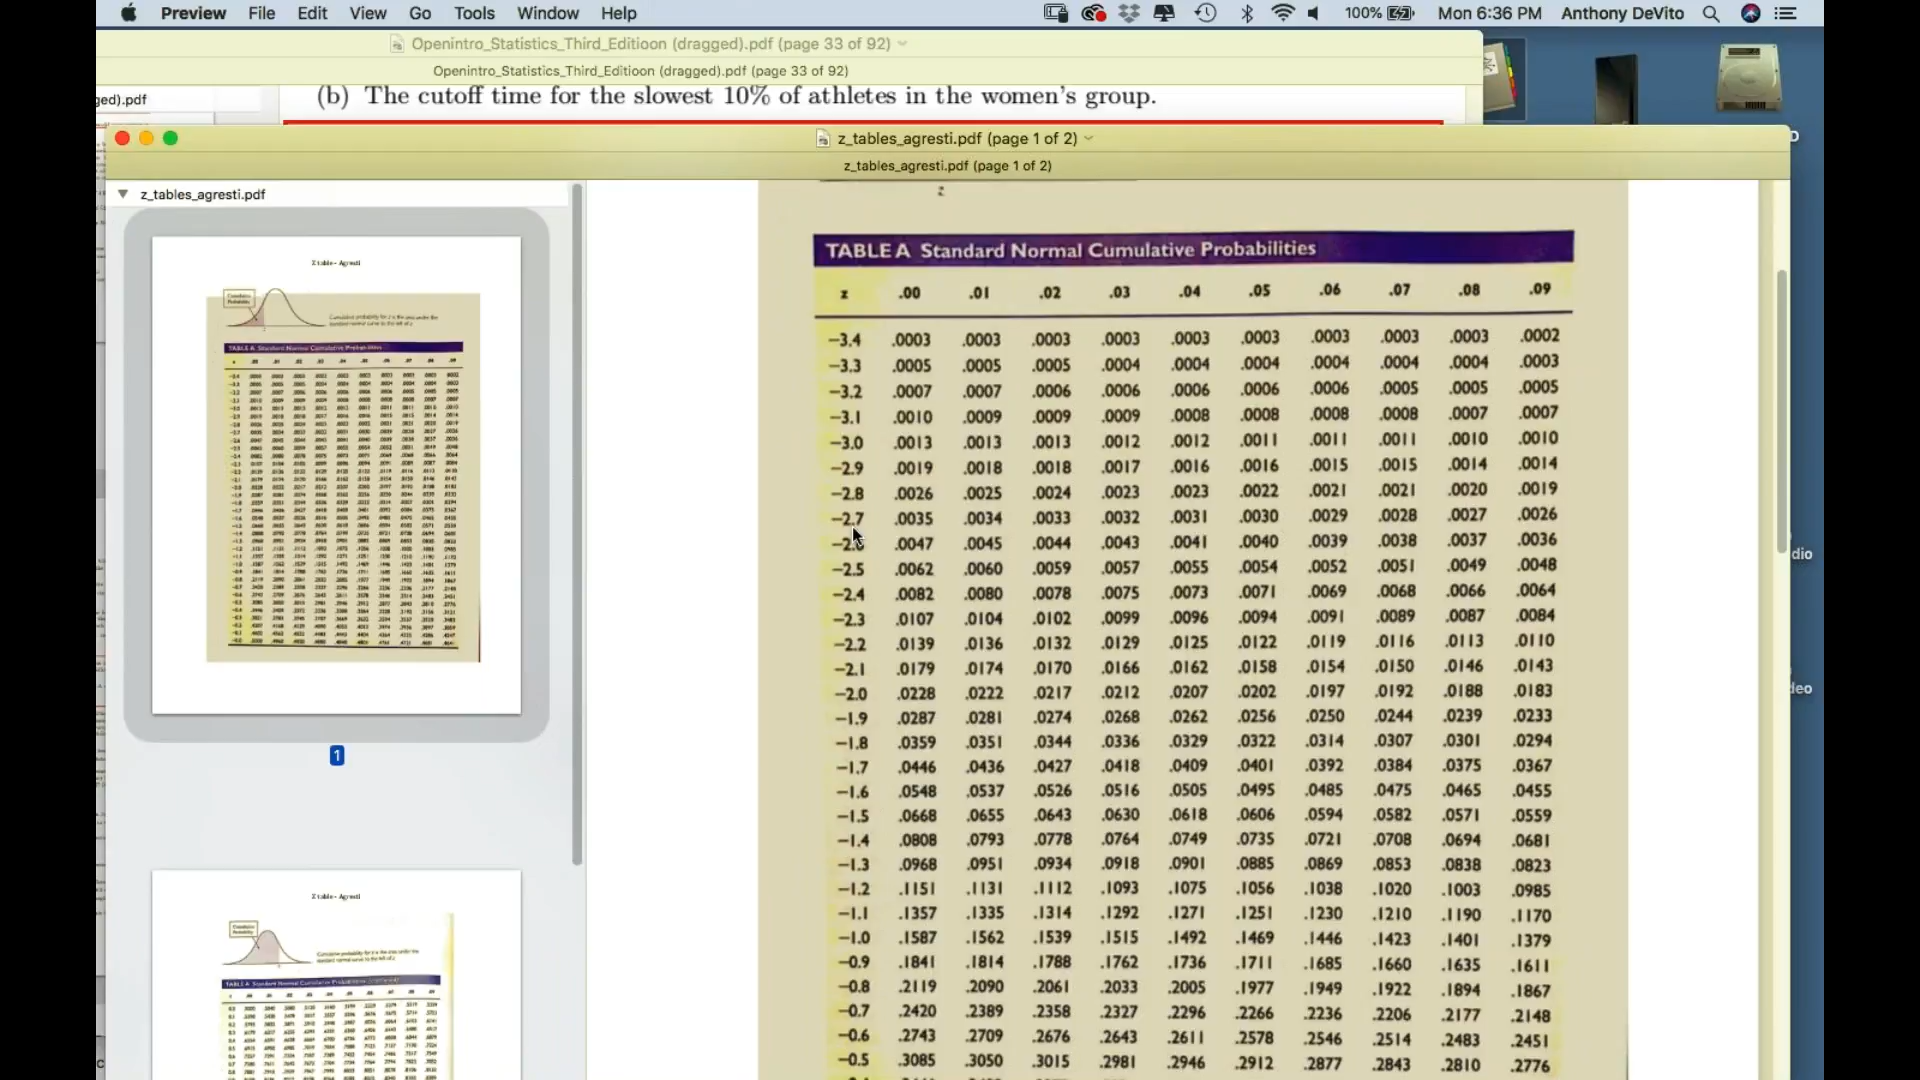 Preview File Edit View Go Tools Window Help 100% Mon 6:36 PM Anthony DeVito
Openintro_Statistics_Third_Editioon (dragged).pdf (page 33 of 92)
Openintro_Statistics_Third_Editioon (dragged).pdf (page 33 of 92)
ged).pdf
(b) The cutoff time for the slowest 10% of athletes in the women's group.
z_tables_agresti.pdf (page 1 of 2)
z_tables_agresti.pdf (page 1 of 2)
z_tables_agresti.pdf
Z table - Agresti
1
Z table - Agresti
z
TABLE A Standard Normal Cumulative Probabilities
z .00 .01 .02 .03 .04 .05 .06 .07 .08 .09
−3.4 .0003 .0003 .0003 .0003 .0003 .0003 .0003 .0003 .0003 .0002
−3.3 .0005 .0005 .0005 .0004 .0004 .0004 .0004 .0004 .0004 .0003
−3.2 .0007 .0007 .0006 .0006 .0006 .0006 .0006 .0005 .0005 .0005
−3.1 .0010 .0009 .0009 .0009 .0008 .0008 .0008 .0008 .0007 .0007
−3.0 .0013 .0013 .0013 .0012 .0012 .0011 .0011 .0011 .0010 .0010
−2.9 .0019 .0018 .0018 .0017 .0016 .0016 .0015 .0015 .0014 .0014
−2.8 .0026 .0025 .0024 .0023 .0023 .0022 .0021 .0021 .0020 .0019
−2.7 .0035 .0034 .0033 .0032 .0031 .0030 .0029 .0028 .0027 .0026
−2.6 .0047 .0045 .0044 .0043 .0041 .0040 .0039 .0038 .0037 .0036
−2.5 .0062 .0060 .0059 .0057 .0055 .0054 .0052 .0051 .0049 .0048
−2.4 .0082 .0080 .0078 .0075 .0073 .0071 .0069 .0068 .0066 .0064
−2.3 .0107 .0104 .0102 .0099 .0096 .0094 .0091 .0089 .0087 .0084
−2.2 .0139 .0136 .0132 .0129 .0125 .0122 .0119 .0116 .0113 .0110
−2.1 .0179 .0174 .0170 .0166 .0162 .0158 .0154 .0150 .0146 .0143
−2.0 .0228 .0222 .0217 .0212 .0207 .0202 .0197 .0192 .0188 .0183
−1.9 .0287 .0281 .0274 .0268 .0262 .0256 .0250 .0244 .0239 .0233
−1.8 .0359 .0351 .0344 .0336 .0329 .0322 .0314 .0307 .0301 .0294
−1.7 .0446 .0436 .0427 .0418 .0409 .0401 .0392 .0384 .0375 .0367
−1.6 .0548 .0537 .0526 .0516 .0505 .0495 .0485 .0475 .0465 .0455
−1.5 .0668 .0655 .0643 .0630 .0618 .0606 .0594 .0582 .0571 .0559
−1.4 .0808 .0793 .0778 .0764 .0749 .0735 .0721 .0708 .0694 .0681
−1.3 .0968 .0951 .0934 .0918 .0901 .0885 .0869 .0853 .0838 .0823
−1.2 .1151 .1131 .1112 .1093 .1075 .1056 .1038 .1020 .1003 .0985
−1.1 .1357 .1335 .1314 .1292 .1271 .1251 .1230 .1210 .1190 .1170
−1.0 .1587 .1562 .1539 .1515 .1492 .1469 .1446 .1423 .1401 .1379
−0.9 .1841 .1814 .1788 .1762 .1736 .1711 .1685 .1660 .1635 .1611
−0.8 .2119 .2090 .2061 .2033 .2005 .1977 .1949 .1922 .1894 .1867
−0.7 .2420 .2389 .2358 .2327 .2296 .2266 .2236 .2206 .2177 .2148
−0.6 .2743 .2709 .2676 .2643 .2611 .2578 .2546 .2514 .2483 .2451
−0.5 .3085 .3050 .3015 .2981 .2946 .2912 .2877 .2843 .2810 .2776
dio
deo